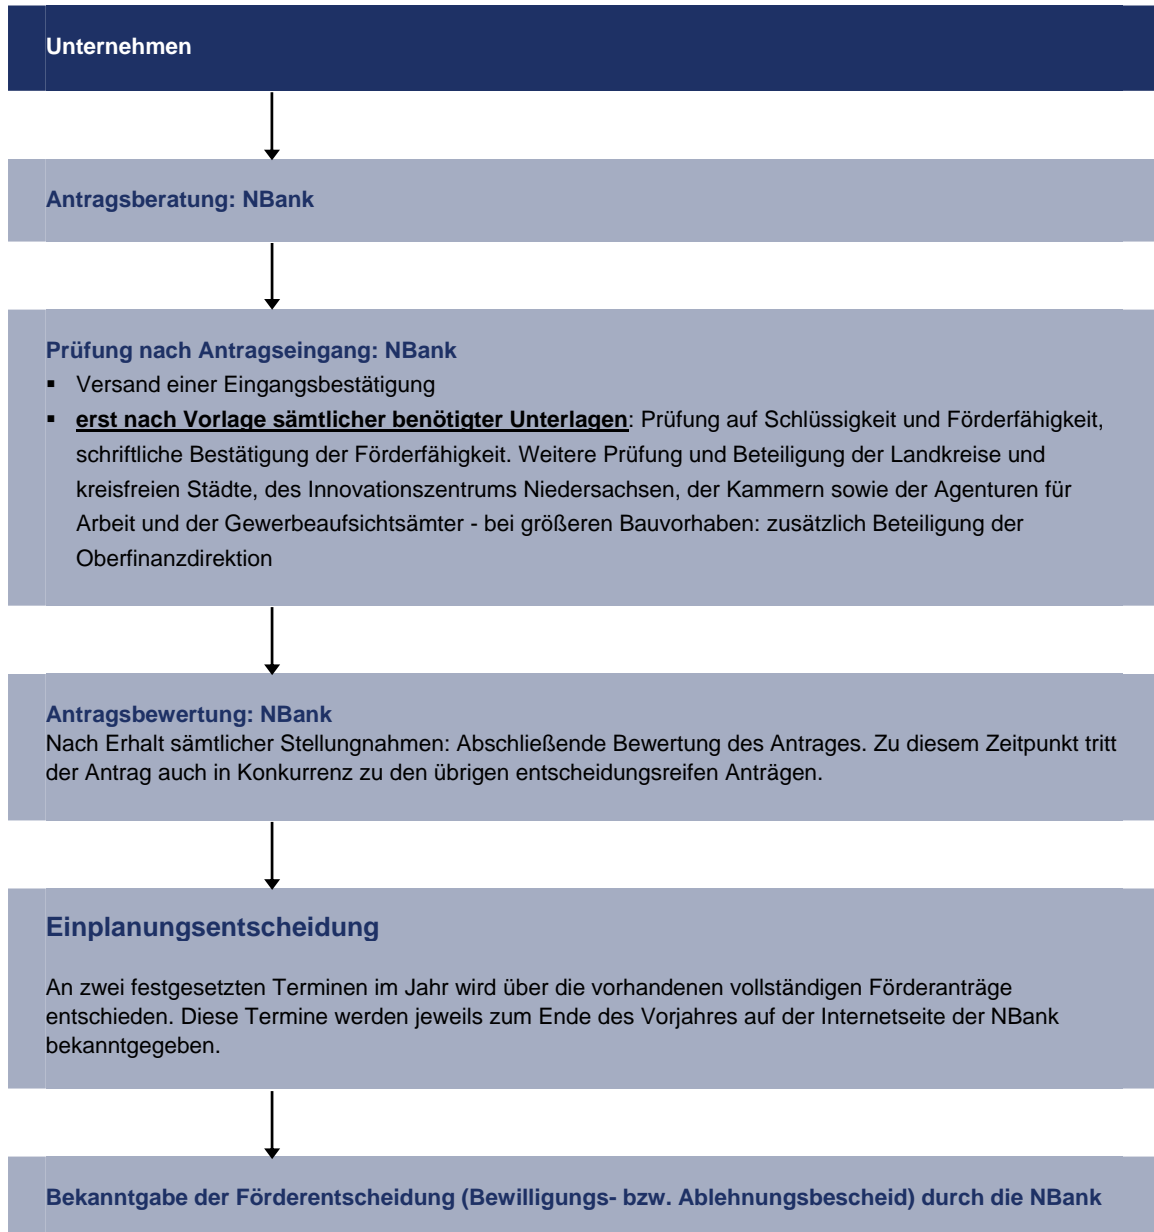 Unternehmen
Antragsberatung: NBank
Prüfung nach Antragseingang: NBank
▪ Versand einer Eingangsbestätigung
▪ erst nach Vorlage sämtlicher benötigter Unterlagen: Prüfung auf Schlüssigkeit und Förderfähigkeit,
schriftliche Bestätigung der Förderfähigkeit. Weitere Prüfung und Beteiligung der Landkreise und
kreisfreien Städte, des Innovationszentrums Niedersachsen, der Kammern sowie der Agenturen für
Arbeit und der Gewerbeaufsichtsämter - bei größeren Bauvorhaben: zusätzlich Beteiligung der
Oberfinanzdirektion
Antragsbewertung: NBank
Nach Erhalt sämtlicher Stellungnahmen: Abschließende Bewertung des Antrages. Zu diesem Zeitpunkt tritt
der Antrag auch in Konkurrenz zu den übrigen entscheidungsreifen Anträgen.
Einplanungsentscheidung
An zwei festgesetzten Terminen im Jahr wird über die vorhandenen vollständigen Förderanträge
entschieden. Diese Termine werden jeweils zum Ende des Vorjahres auf der Internetseite der NBank
bekanntgegeben.
Bekanntgabe der Förderentscheidung (Bewilligungs- bzw. Ablehnungsbescheid) durch die NBank